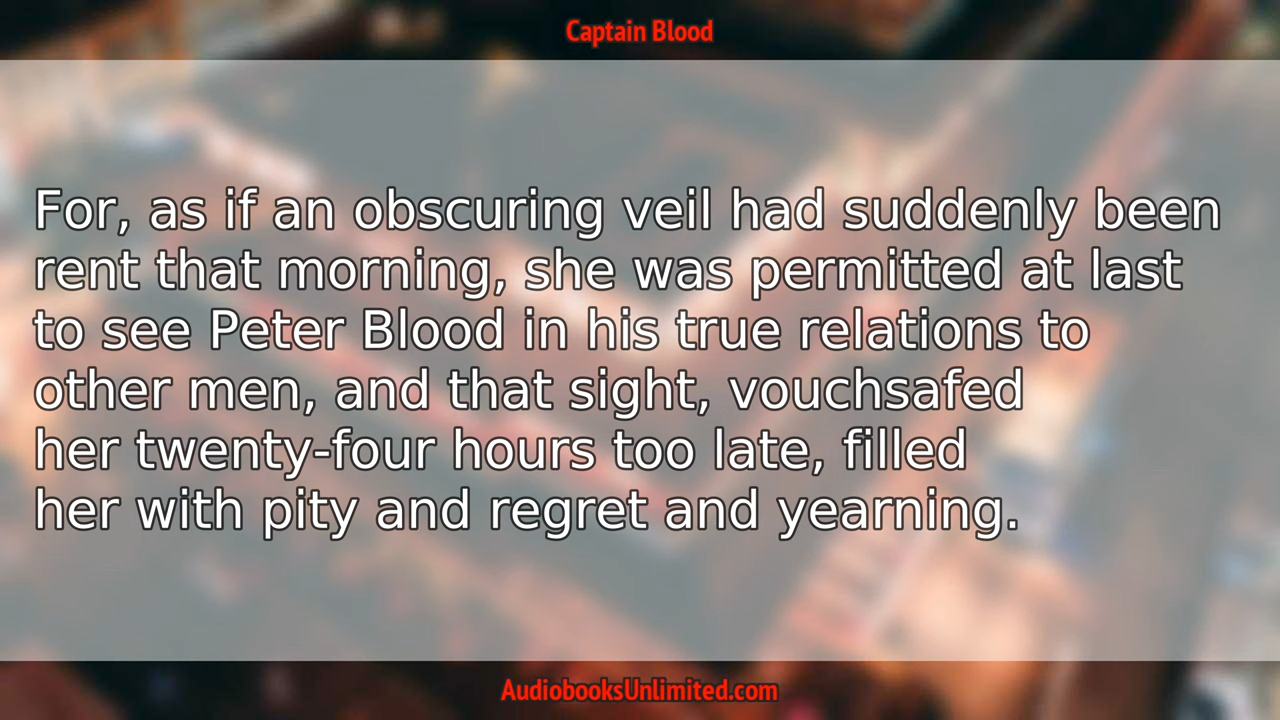 Captain Blood
For, as if an obscuring veil had suddenly been
rent that morning, she was permitted at last
to see Peter Blood in his true relations to
other men, and that sight, vouchsafed
her twenty-four hours too late, filled
her with pity and regret and yearning.
AudiobooksUnlimited.com